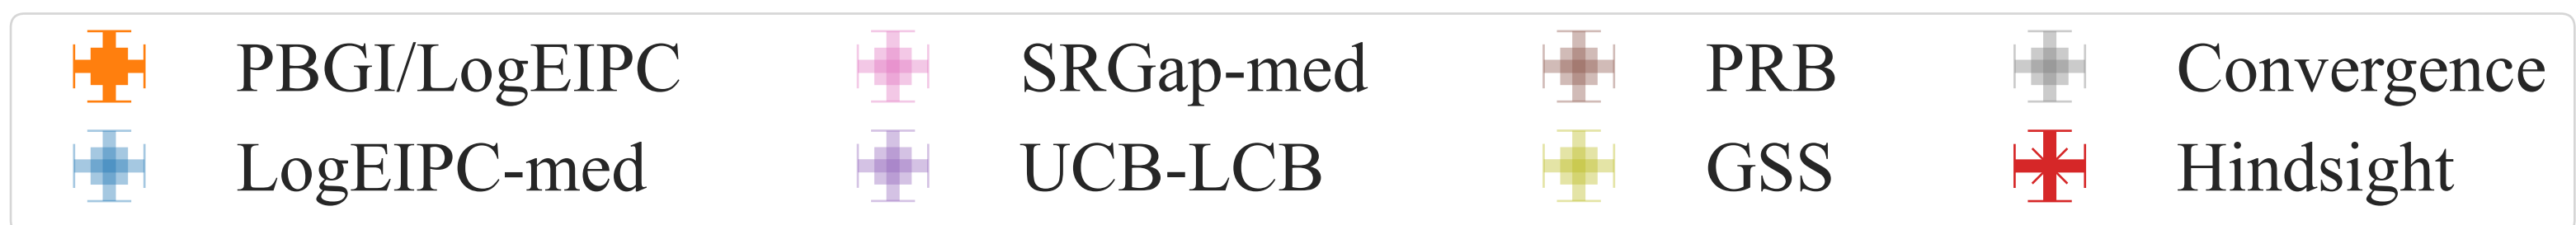 PBGI/LogEIPC SRGap-med PRB Convergence
LogEIPC-med UCB-LCB GSS Hindsight